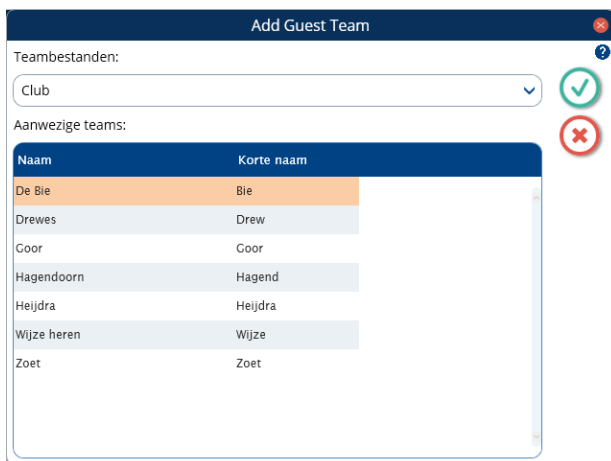 Add Guest Team
Teambestanden:
?
Club
Aanwezige teams:
Naam Korte naam
De Bie Bie
Drewes Drew
Goor Goor
Hagendoorn Hagend
Heijdra Heijdra
Wijze heren Wijze
Zoet Zoet